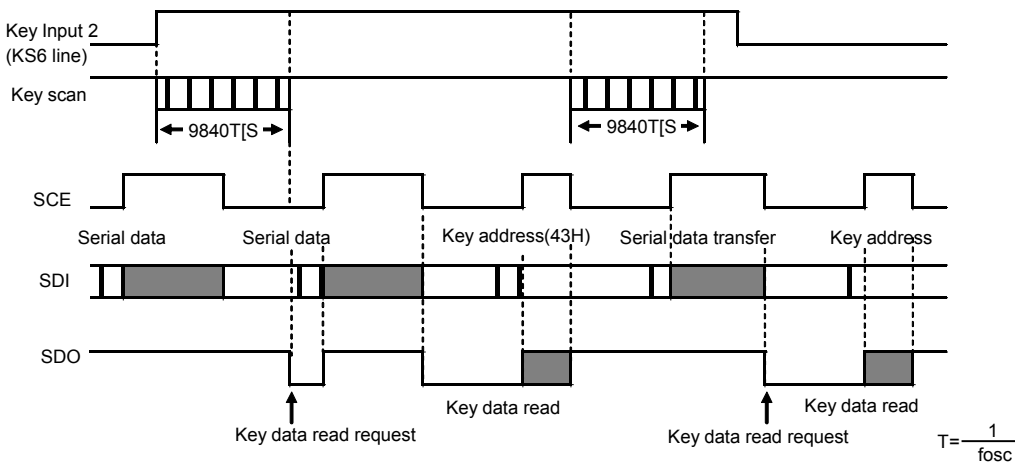 Key Input 2
(KS6 line)
Key scan
9840T[S
9840T[S
SCE
Serial data
Serial data
Key address(43H)
Serial data transfer
Key address
SDI
SDO
Key data read
Key data read
Key data read request
Key data read request
T= 1
fosc